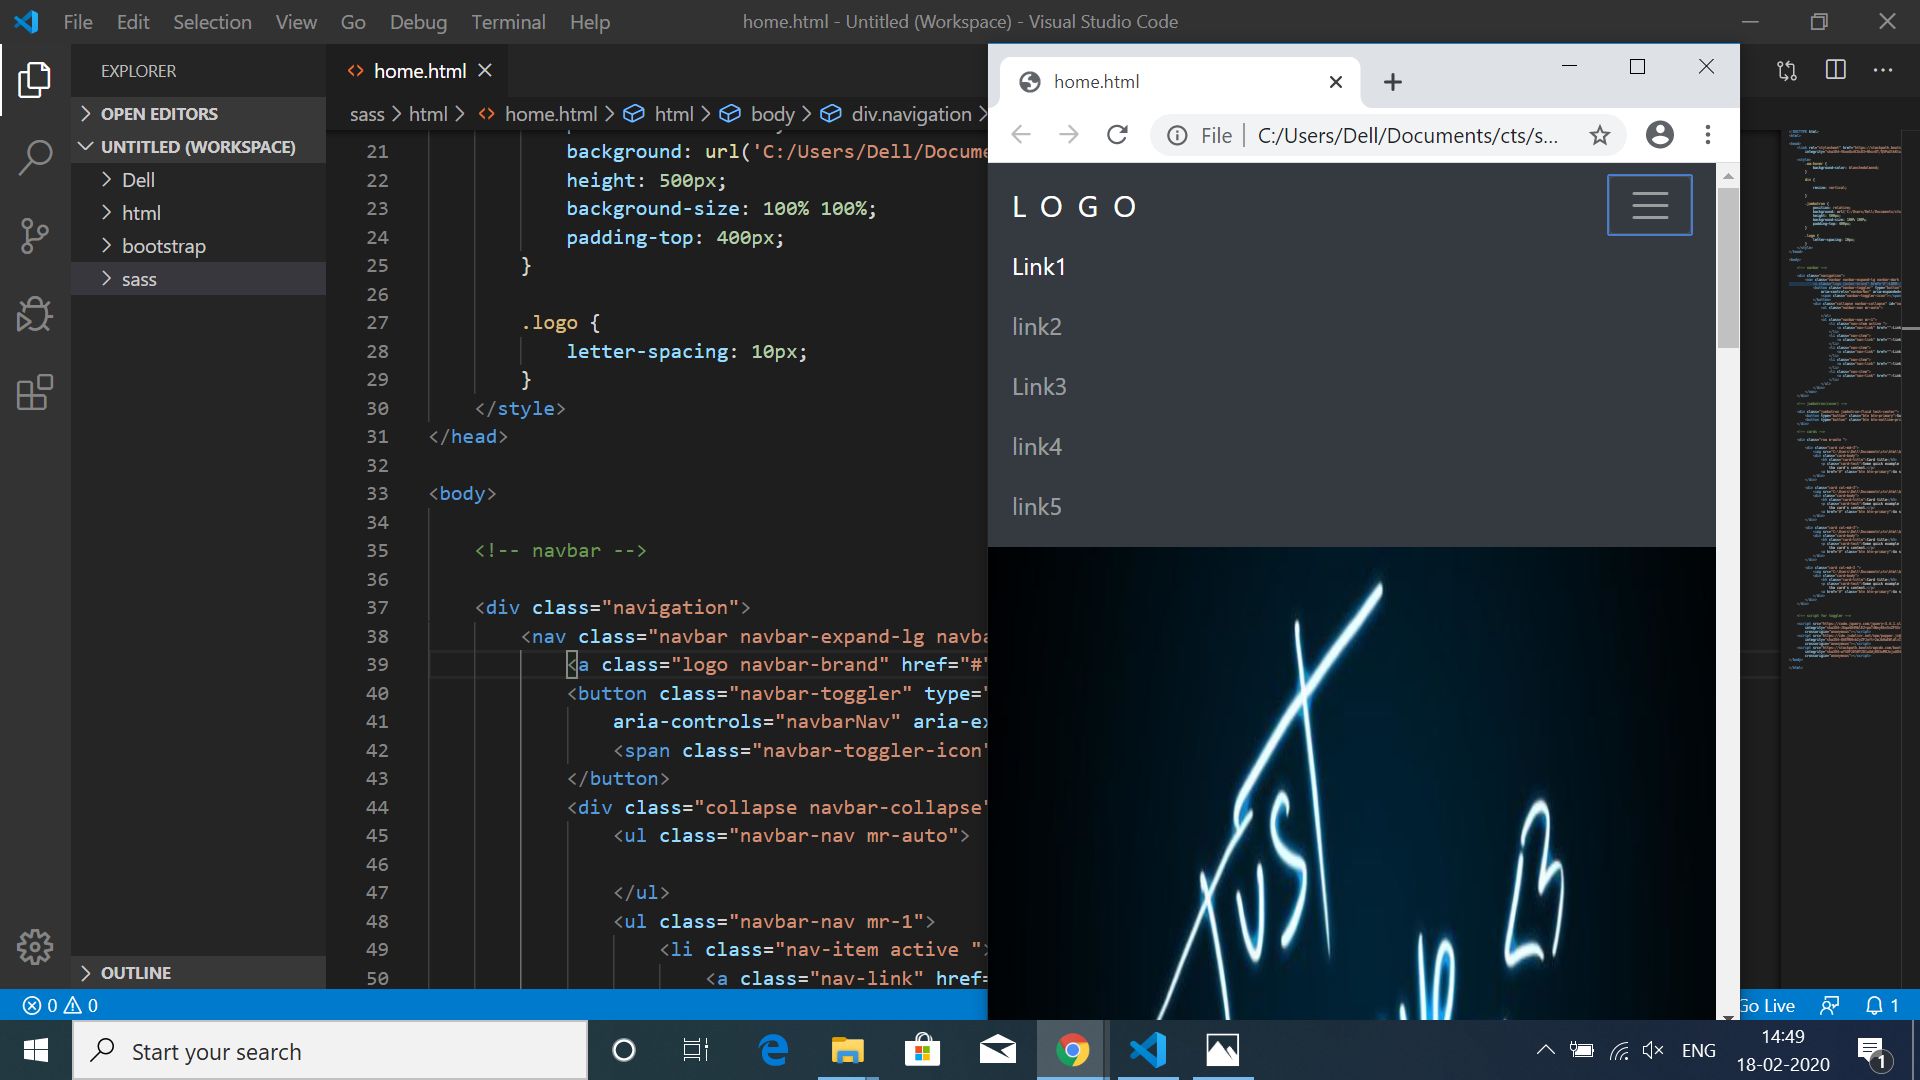 File Edit Selection View Go Debug Terminal Help
home.html - Untitled (Workspace) - Visual Studio Code
EXPLORER
OPEN EDITORS
UNTITLED (WORKSPACE)
Dell
html
bootstrap
sass
OUTLINE
home.html
sass > html > home.html > html > body > div.navigation >
21 background: url('C:/Users/Dell/Docume
22 height: 500px;
23 background-size: 100% 100%;
24 padding-top: 400px;
25 }
26
27 .logo {
28 letter-spacing: 10px;
29 }
30 </style>
31 </head>
32
33 <body>
34
35 <!-- navbar -->
36
37 <div class="navigation">
38 <nav class="navbar navbar-expand-lg navba
39 <a class="logo navbar-brand" href="#"
40 <button class="navbar-toggler" type="
41 aria-controls="navbarNav" aria-ex
42 <span class="navbar-toggler-icon"
43 </button>
44 <div class="collapse navbar-collapse"
45 <ul class="navbar-nav mr-auto">
46
47 </ul>
48 <ul class="navbar-nav mr-1">
49 <li class="nav-item active ">
50 <a class="nav-link" href=
home.html
File C:/Users/Dell/Documents/cts/s...
LOGO
Link1
link2
Link3
link4
link5
JUST
0 0
Go Live 1
Start your search
ENG
14:49
18-02-2020
1